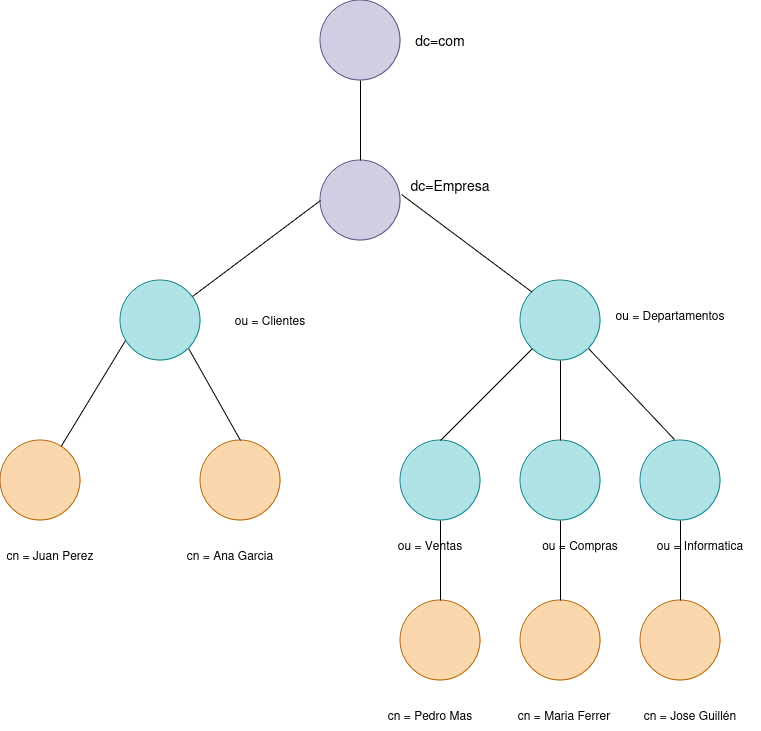 dc=com
dc=Empresa
ou = Clientes
ou = Departamentos
ou = Ventas
ou = Compras
ou = Informatica
cn = Juan Perez
cn = Ana Garcia
cn = Pedro Mas
cn = Maria Ferrer
cn = Jose Guillén